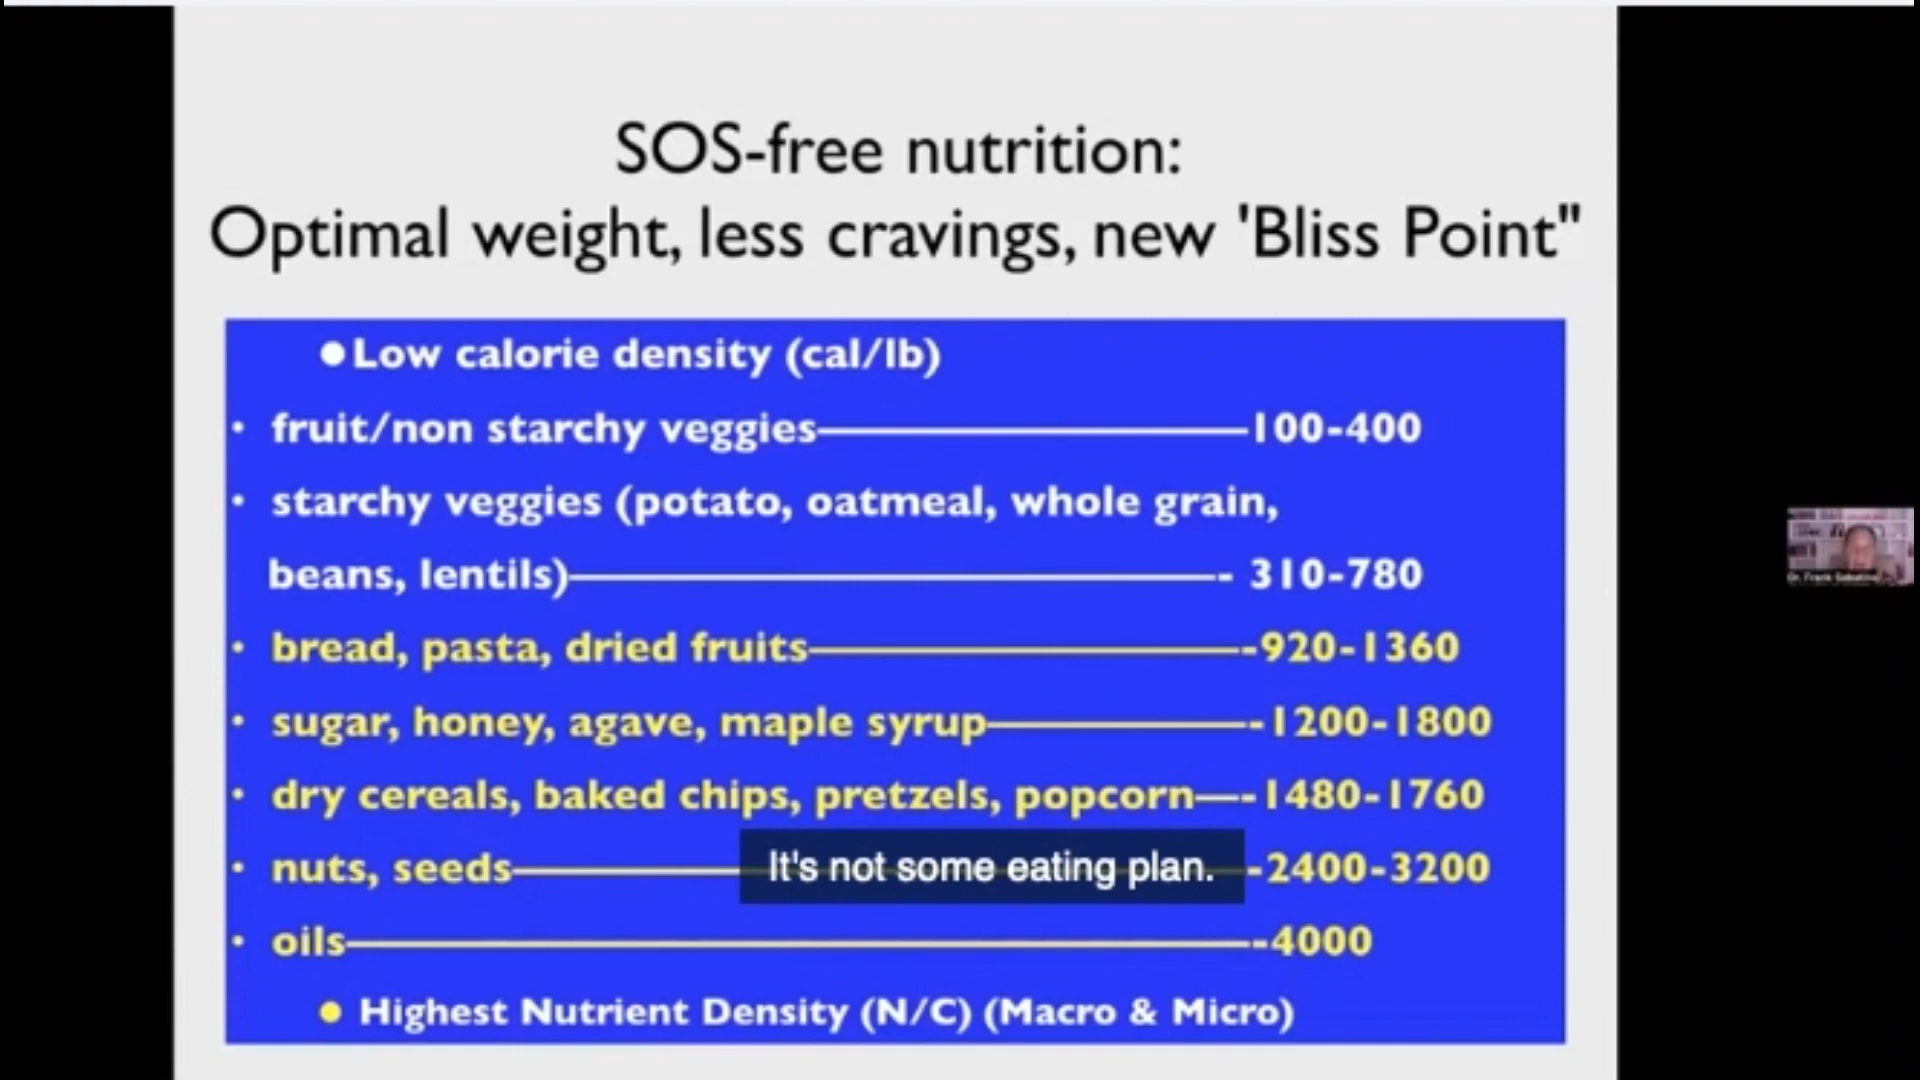 SOS-free nutrition:
Optimal weight, less cravings, new 'Bliss Point"
●Low calorie density (cal/lb)
• fruit/non starchy veggies—————————100-400
• starchy veggies (potato, oatmeal, whole grain,
beans, lentils)——————————————- 310-780
• bread, pasta, dried fruits—————————-920-1360
• sugar, honey, agave, maple syrup——————-1200-1800
• dry cereals, baked chips, pretzels, popcorn—-1480-1760
• nuts, seeds————————————————-2400-3200
It's not some eating plan.
• oils————————————————————-4000
● Highest Nutrient Density (N/C) (Macro & Micro)
Dr. Frank Sabatino